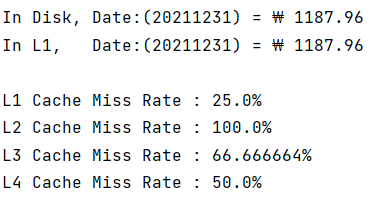 In Disk, Date:(20211231) = ₩ 1187.96
In L1,   Date:(20211231) = ₩ 1187.96
L1 Cache Miss Rate : 25.0%
L2 Cache Miss Rate : 100.0%
L3 Cache Miss Rate : 66.666664%
L4 Cache Miss Rate : 50.0%